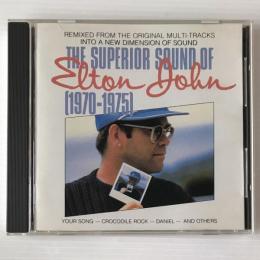 REMIXED FROM THE ORIGINAL MULTI-TRACKS
INTO A NEW DIMENSION OF SOUND
THE SUPERIOR SOUND OF
Elton John
(1970-1975)
YOUR SONG — CROCODILE ROCK — DANIEL — AND OTHERS